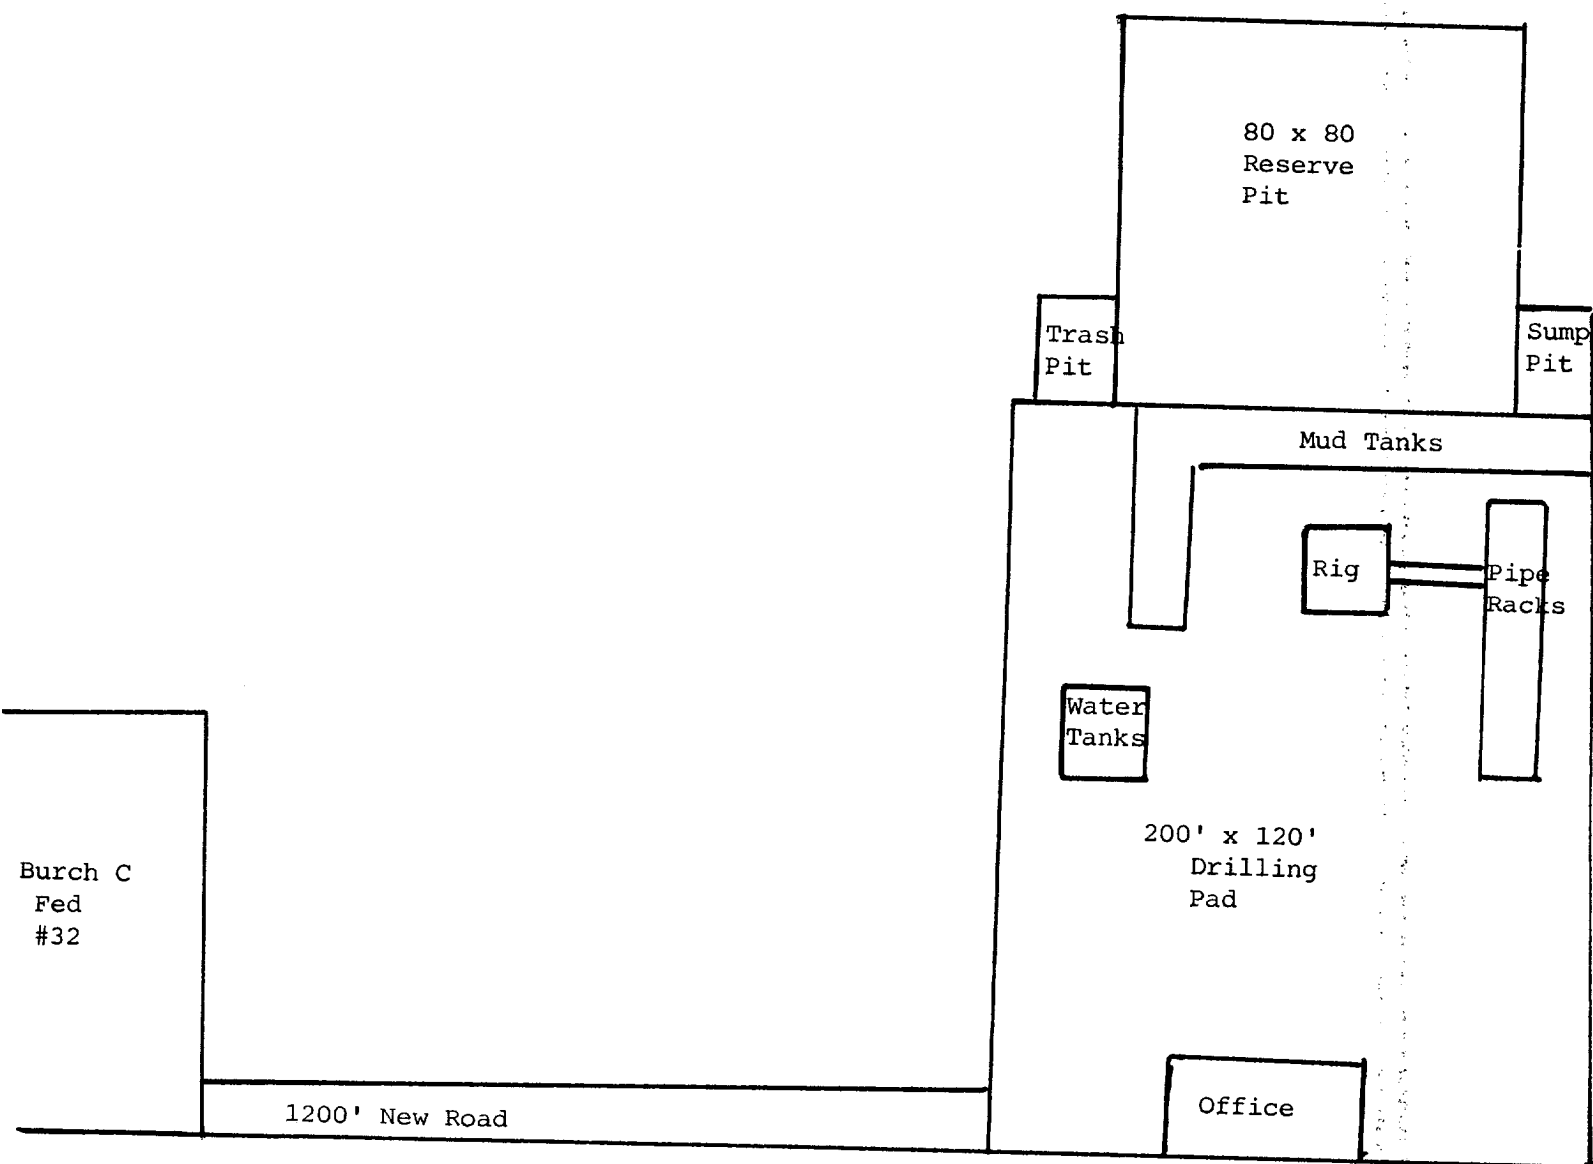 80 x 80
Reserve
Pit
Trash
Pit
Sump
Pit
Mud Tanks
Rig
Pipe
Racks
Water
Tanks
200' x 120'
Drilling
Pad
Burch C
Fed
#32
1200' New Road
Office